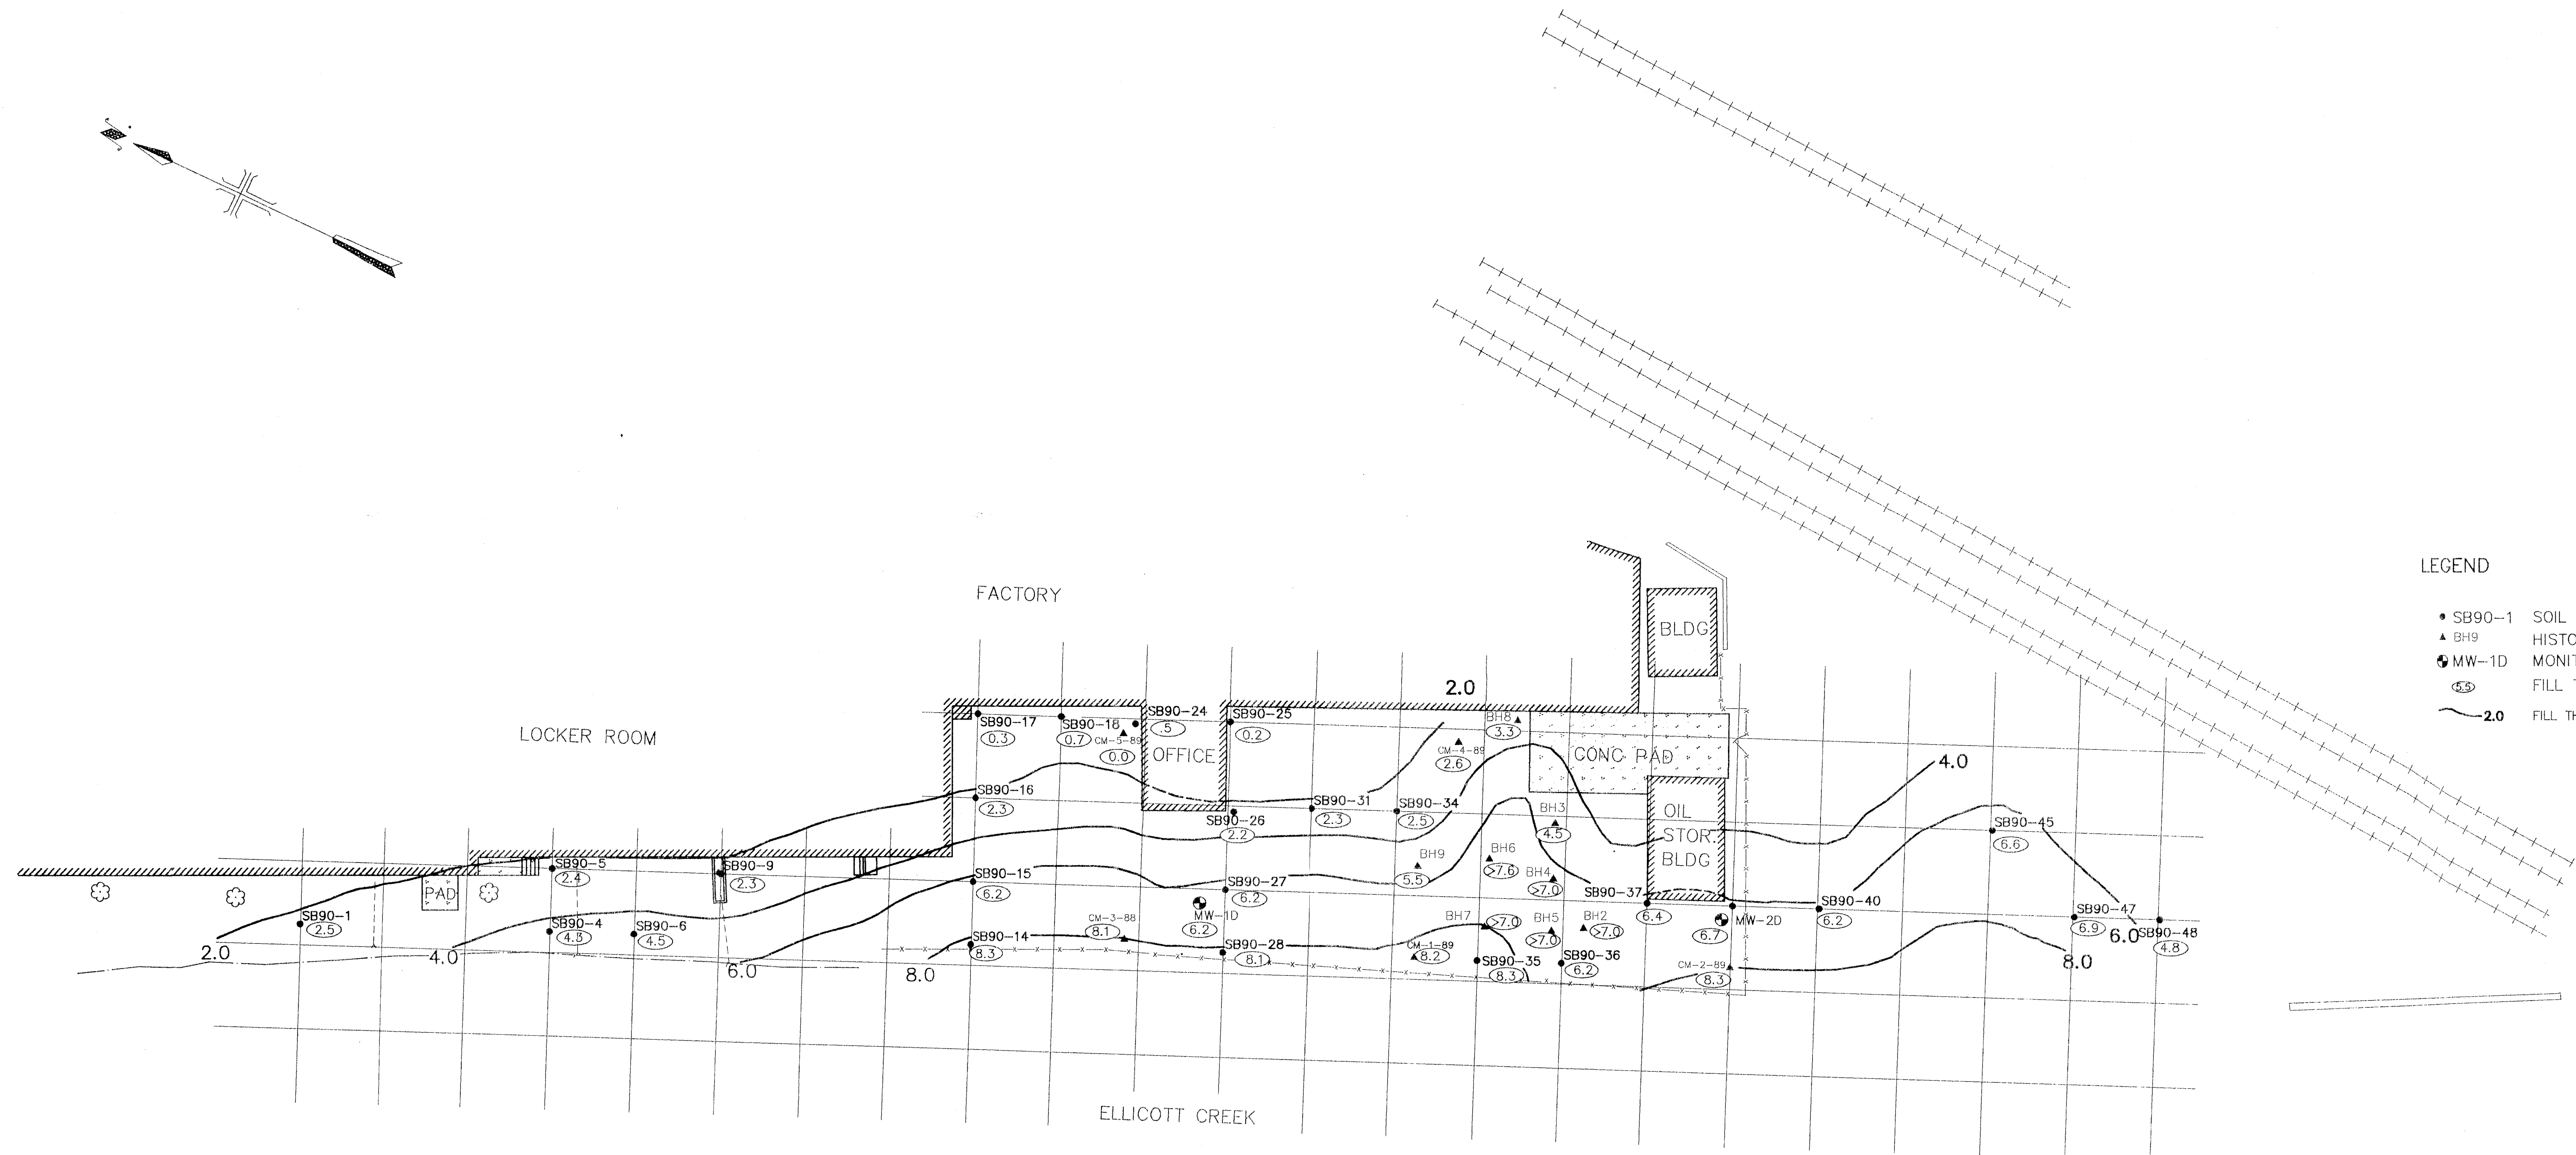 FACTORY
LEGEND
● SB90-1 SOIL
▲ BH9 HISTO
MW-1D MONIT
5.5 FILL
2.0 FILL TH
BLDG
LOCKER ROOM
2.0
SB90-17
0.3
SB90-18
0.7
CM-5-89
0.0
SB90-24
.5
OFFICE
SB90-25
0.2
BH8
3.3
CM-4-89
2.6
CONC PAD
4.0
SB90-16
2.3
SB90-26
2.2
SB90-31
2.3
SB90-34
2.5
BH3
4.5
OIL
STOR.
BLDG
SB90-45
6.6
PAD
SB90-5
2.4
SB90-9
2.3
SB90-15
6.2
SB90-27
6.2
BH9
5.5
BH6
>7.6
BH4
>7.0
SB90-37
6.4
SB90-40
6.2
SB90-1
2.5
SB90-4
4.3
SB90-6
4.5
CM-3-88
8.1
MW-1D
6.2
BH7
>7.0
BH5
>7.0
BH2
>7.0
MW-2D
6.7
SB90-47
6.9
6.0
SB90-48
4.8
SB90-14
8.3
SB90-28
8.1
CM-1-89
8.2
SB90-35
8.3
SB90-36
6.2
CM-2-89
8.3
8.0
2.0
4.0
6.0
8.0
ELLICOTT CREEK